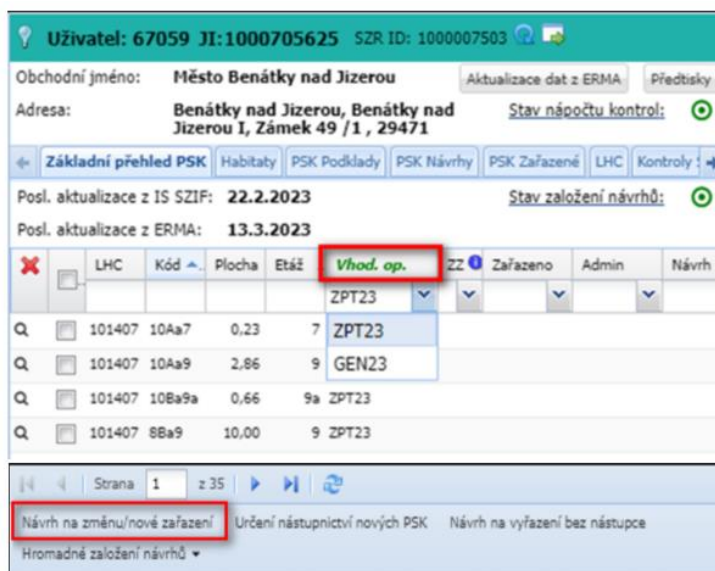 Uživatel: 67059 JI:1000705625 SZR ID: 1000007503
Obchodní jméno: Město Benátky nad Jizerou Aktualizace dat z ERMA Předtisky
Adresa: Benátky nad Jizerou, Benátky nad Stav nápočtu kontrol:
Jizerou I, Zámek 49 /1 , 29471
Základní přehled PSK Habitaty PSK Podklady PSK Návrhy PSK Zařazené LHC Kontroly
Posl. aktualizace z IS SZIF: 22.2.2023 Stav založení návrhů:
Posl. aktualizace z ERMA: 13.3.2023
LHC Kód Plocha Etáž Vhod. op. ZZ Zařazeno Admin Návrh
ZPT23
101407 10Aa7 0,23 7 ZPT23
101407 10Aa9 2,86 9 GEN23
101407 10Ba9a 0,66 9a ZPT23
101407 8Ba9 10,00 9 ZPT23
Strana 1 z 35
Návrh na změnu/nové zařazení Určení nástupnictví nových PSK Návrh na vyřazení bez nástupce
Hromadné založení návrhů